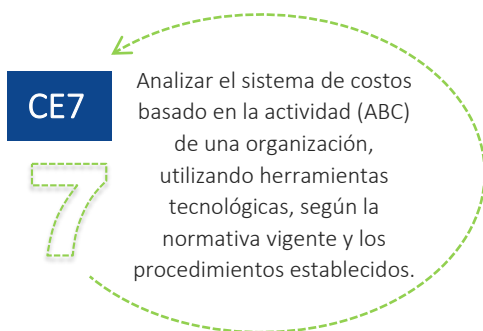 CE7
7
Analizar el sistema de costos
basado en la actividad (ABC)
de una organización,
utilizando herramientas
tecnológicas, según la
normativa vigente y los
procedimientos establecidos.